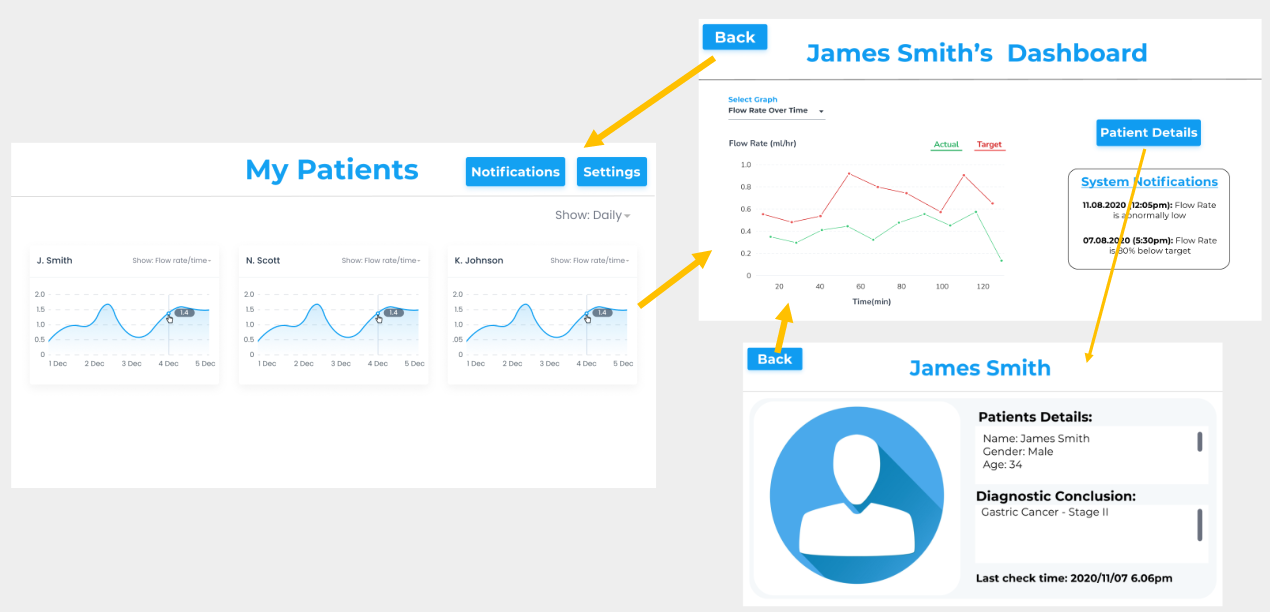 My Patients
Notifications
Settings
Show: Daily
J. Smith
Show: Flow rate/time
2.0
1.5
1.0
0.5
0
1.4
1 Dec
2 Dec
3 Dec
4 Dec
5 Dec
N. Scott
Show: Flow rate/time
2.0
1.5
1.0
0.5
0
1.4
1 Dec
2 Dec
3 Dec
4 Dec
5 Dec
K. Johnson
Show: Flow rate/time
2.0
1.5
1.0
.05
0
1.4
1 Dec
2 Dec
3 Dec
4 Dec
5 Dec
Back
James Smith’s Dashboard
Select Graph
Flow Rate Over Time
Flow Rate (ml/hr)
Actual
Target
1.0
0.8
0.6
0.4
0.2
0
20
40
60
80
100
120
Time(min)
Patient Details
System Notifications
11.08.2020 (12:05pm): Flow Rate
is abnormally low
07.08.2020 (5:30pm): Flow Rate
is 80% below target
Back
James Smith
Patients Details:
Name: James Smith
Gender: Male
Age: 34
Diagnostic Conclusion:
Gastric Cancer - Stage II
Last check time: 2020/11/07 6.06pm